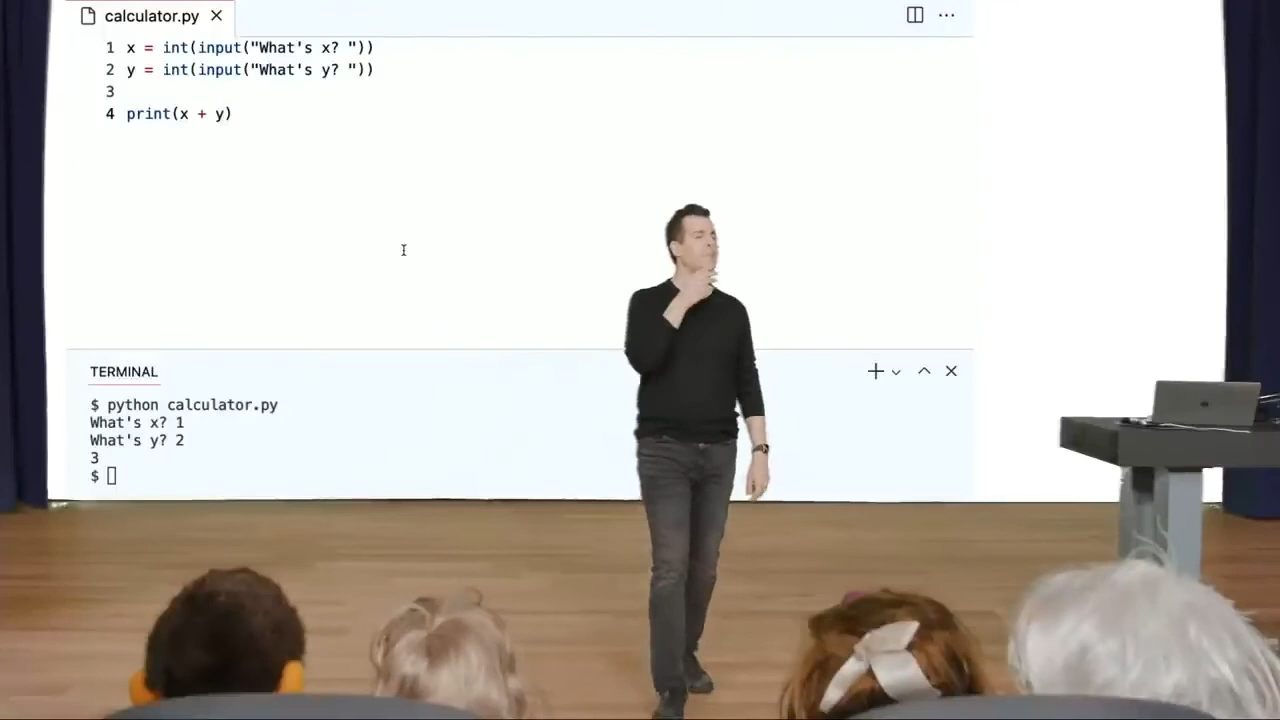 calculator.py
1 x = int(input("What's x? "))
2 y = int(input("What's y? "))
3
4 print(x + y)
TERMINAL
$ python calculator.py
What's x? 1
What's y? 2
3
$